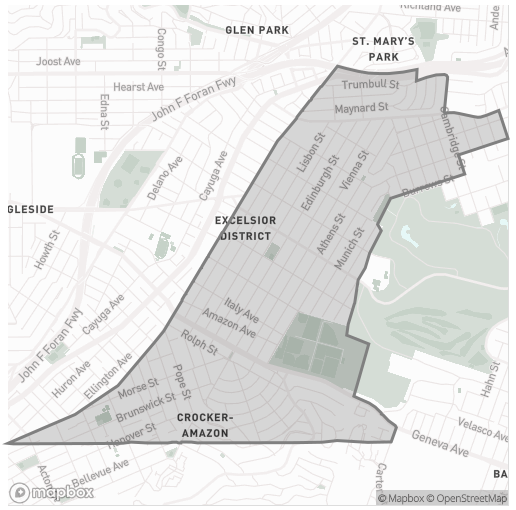 Richland Ave
Ande
GLEN PARK
Congo St
ST. MARY'S
PARK
Joost Ave
Hearst Ave
Trumbull St
Edna St
John F Foran Fwy
Maynard St
Cambridge St
Lisbon St
Delano Ave
Cayuga Ave
Edinburgh St
Vienna St
GLESIDE
EXCELSIOR
DISTRICT
Athens St
Munich St
Howth St
Cayuga Ave
Italy Ave
Amazon Ave
John F Foran Fwy
Rolph St
Huron Ave
Ellington Ave
Pope St
Hahn St
Morse St
Brunswick St
CROCKER-
AMAZON
Hanover St
Velasco Ave
Geneva Ave
Bellevue Ave
Acton
Carte
BA
mapbox
© Mapbox © OpenStreetMap